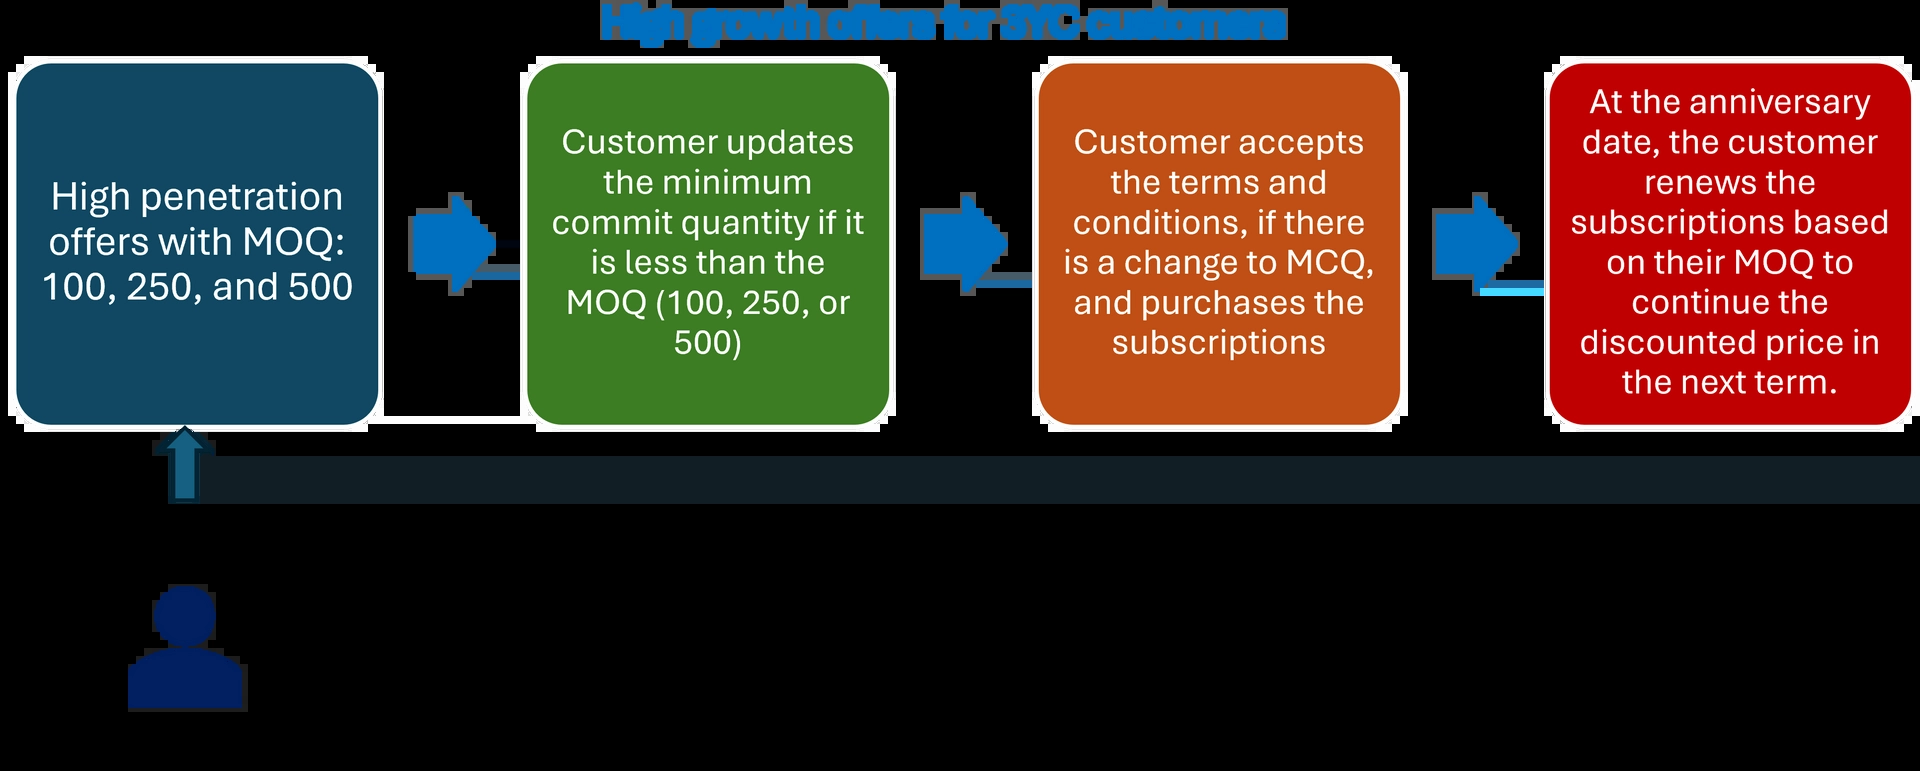 High growth offers for 3YC customers
High penetration
offers with MOQ:
100, 250, and 500
Customer updates
the minimum
commit quantity if it
is less than the
MOQ (100, 250, or
500)
Customer accepts
the terms and
conditions, if there
is a change to MCQ,
and purchases the
subscriptions
At the anniversary
date, the customer
renews the
subscriptions based
on their MOQ to
continue the
discounted price in
the next term.